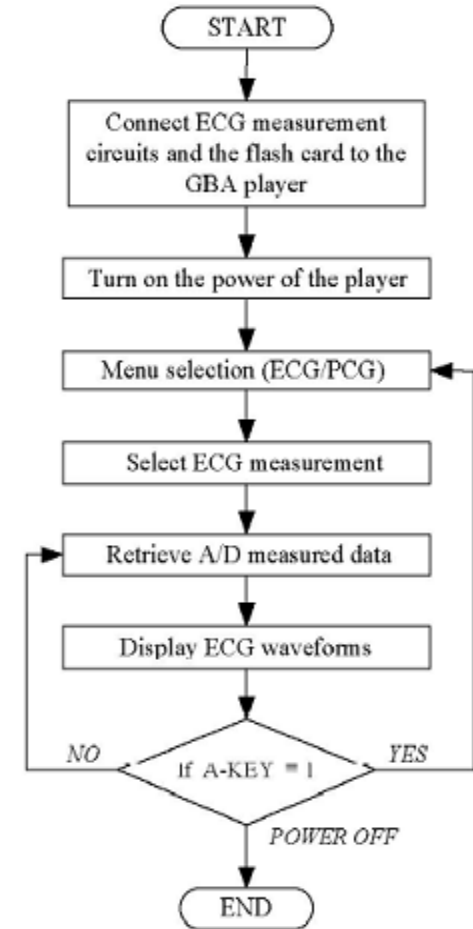 START
Connect ECG measurement
circuits and the flash card to the
GBA player
Turn on the power of the player
Menu selection (ECG/PCG)
Select ECG measurement
Retrieve A/D measured data
Display ECG waveforms
NO
If A-KEY = 1
YES
POWER OFF
END